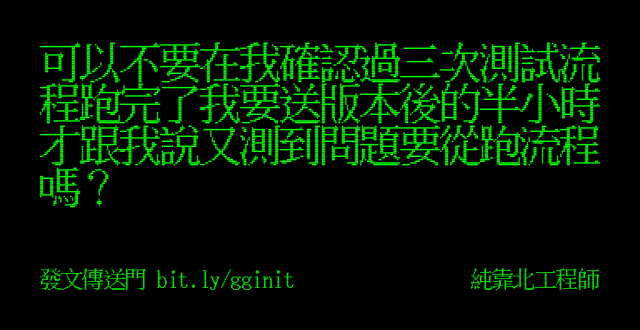 可以不要在我確認過三次測試流
程跑完了我要送版本後的半小時
才跟我說又測到問題要從跑流程
嗎？
發文傳送門 bit.ly/gginit
純靠北工程師